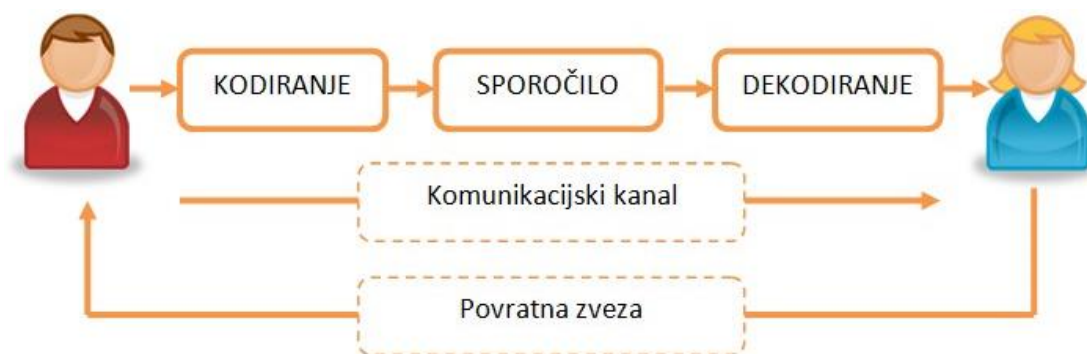 KODIRANJE
SPOROČILO
DEKODIRANJE
Komunikacijski kanal
Povratna zveza